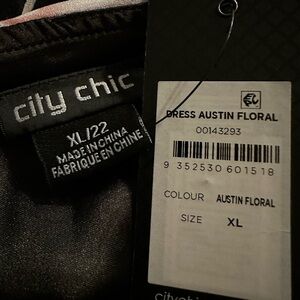 city chic
XL/22
MADE IN CHINA
FABRIQUE EN CHINE
DRESS AUSTIN FLORAL
00143293
9 352530 601518
COLOUR AUSTIN FLORAL
SIZE XL